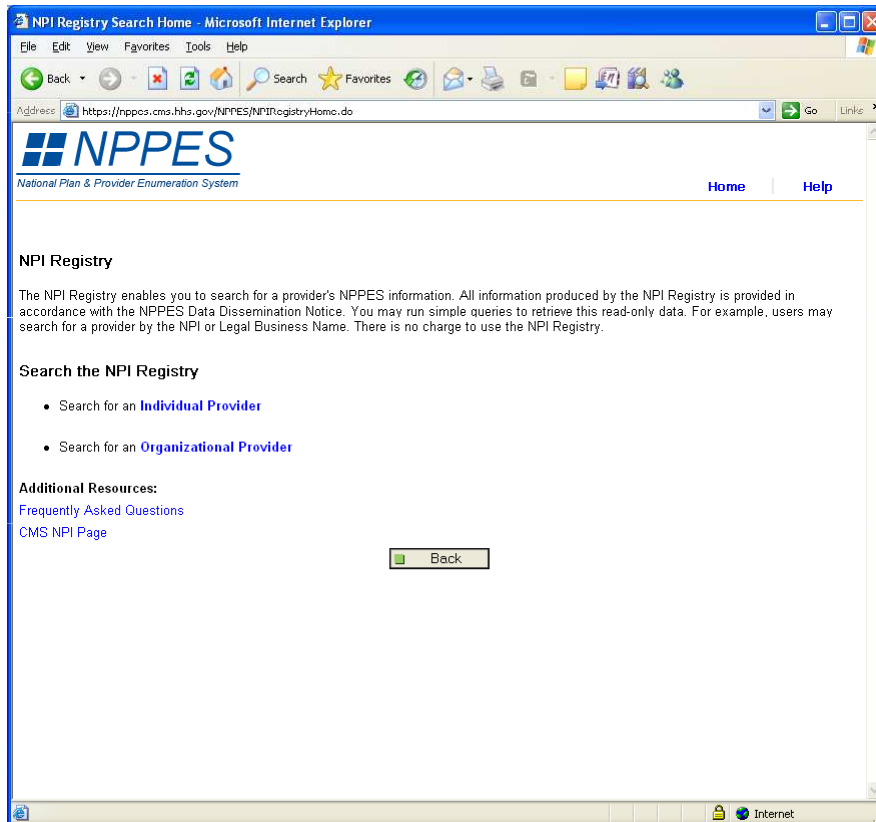 NPI Registry Search Home - Microsoft Internet Explorer
File Edit View Favorites Tools Help
Back Search Favorites
Address https://nppes.cms.hhs.gov/NPPES/NPIRegistryHome.do Go Links
NPPES
National Plan & Provider Enumeration System
Home Help
NPI Registry
The NPI Registry enables you to search for a provider's NPPES information. All information produced by the NPI Registry is provided in
accordance with the NPPES Data Dissemination Notice. You may run simple queries to retrieve this read-only data. For example, users may
search for a provider by the NPI or Legal Business Name. There is no charge to use the NPI Registry.
Search the NPI Registry
• Search for an Individual Provider
• Search for an Organizational Provider
Additional Resources:
Frequently Asked Questions
CMS NPI Page
Back
Internet